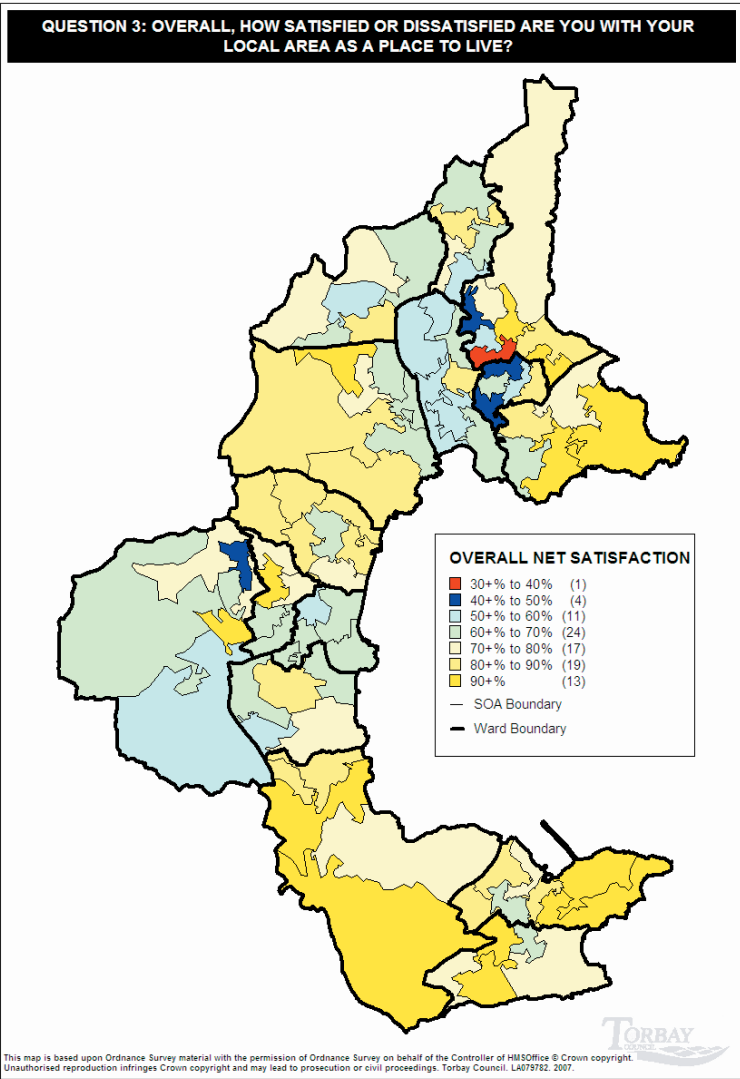 QUESTION 3: OVERALL, HOW SATISFIED OR DISSATISFIED ARE YOU WITH YOUR
LOCAL AREA AS A PLACE TO LIVE?
OVERALL NET SATISFACTION
30+% to 40% (1)
40+% to 50% (4)
50+% to 60% (11)
60+% to 70% (24)
70+% to 80% (17)
80+% to 90% (19)
90+% (13)
SOA Boundary
Ward Boundary
TORBAY
COUNCIL
This map is based upon Ordnance Survey material with the permission of Ordnance Survey on behalf of the Controller of HMSOffice © Crown copyright.
Unauthorised reproduction infringes Crown copyright and may lead to prosecution or civil proceedings. Torbay Council. LA079782. 2007.